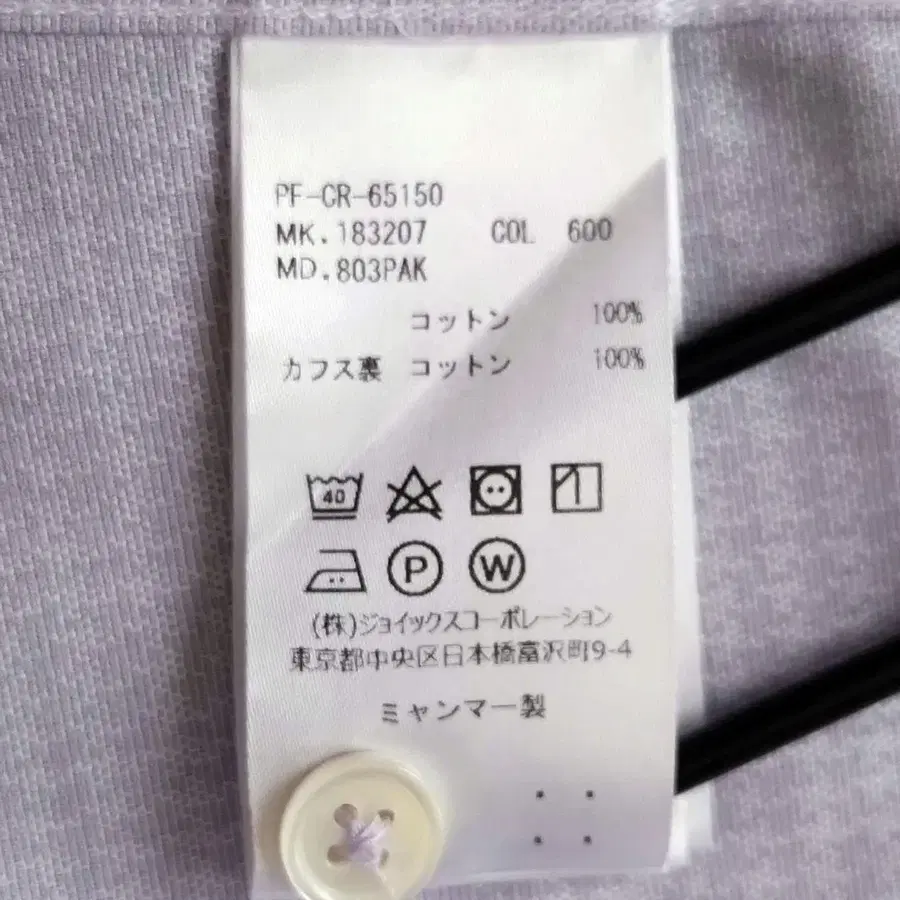 PF-CR-65150
MK.183207 COL 600
MD.803PAK
コットン 100%
カフス裏 コットン 100%
40
P W
(株)ジョイックスコーポレーション
東京都中央区日本橋富沢町9-4
ミャンマー製